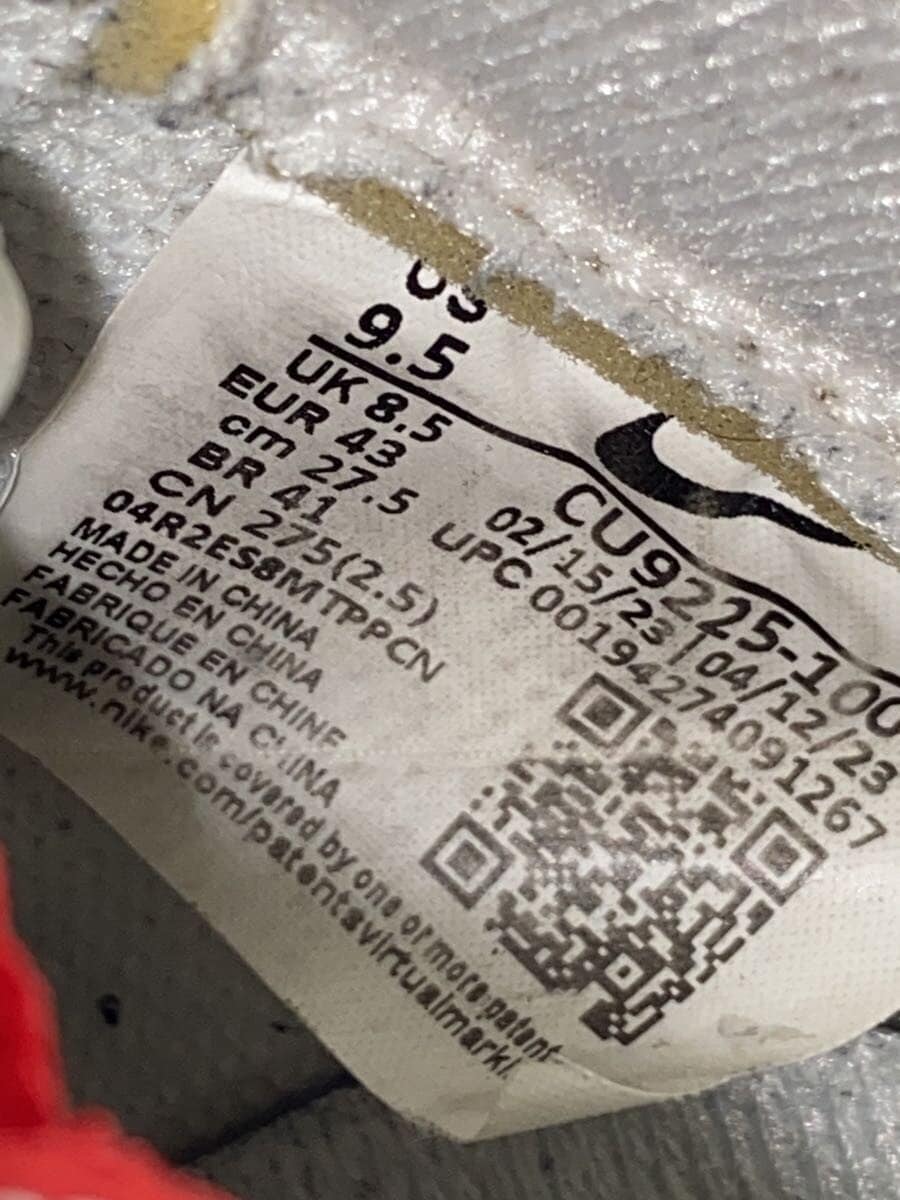 US
9.5
UK 8.5
EUR 43
cm 27.5
BR 41
CN 275(2.5)
04R2ES8MTPPCN
MADE IN CHINA
HECHO EN CHINA
FABRIQUE EN CHINE
FABRICADO NA CHINA
This product is covered by one or more patent
www.nike.com/patentsvirtualmarki
CU9225-100
02/15/23 | 04/12/23
UPC 00194274091267